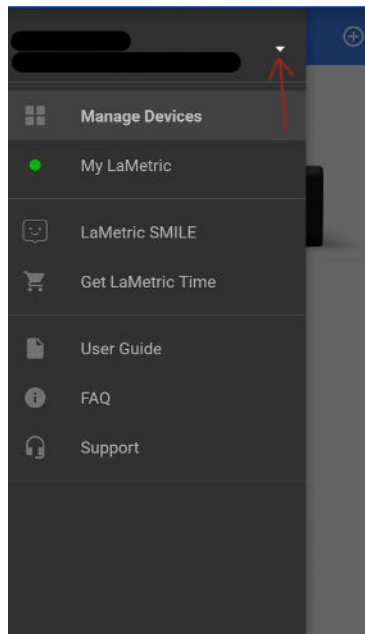 Manage Devices
My LaMetric
LaMetric SMILE
Get LaMetric Time
User Guide
FAQ
Support